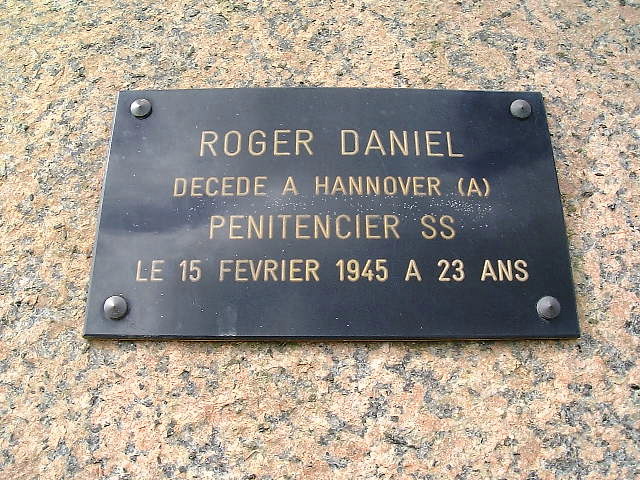 ROGER DANIEL
DECEDE A HANNOVER (A)
PENITENCIER SS
LE 15 FEVRIER 1945 A 23 ANS